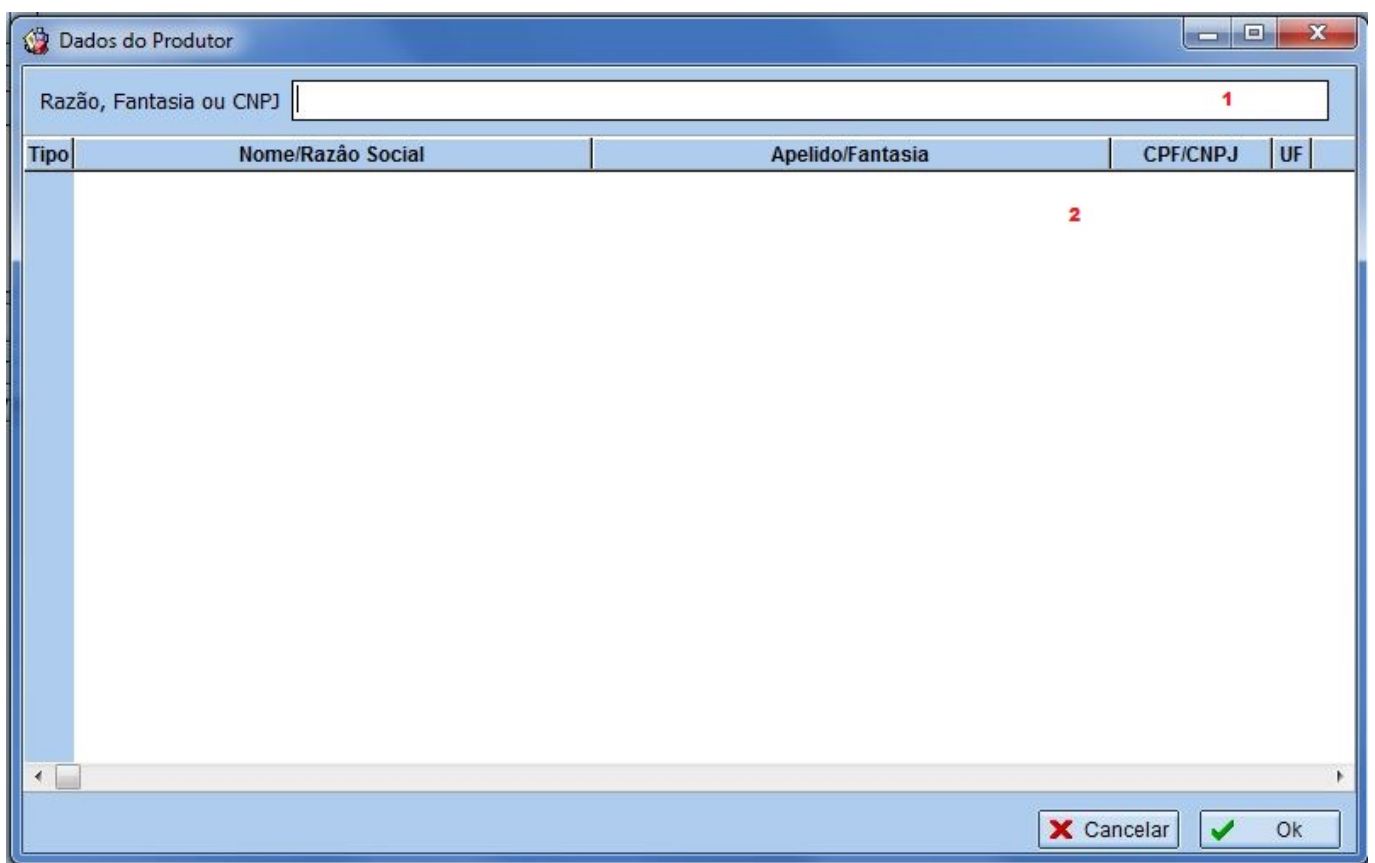 Dados do Produtor
Razão, Fantasia ou CNPJ 1
Tipo Nome/Razâo Social Apelido/Fantasia CPF/CNPJ UF
2
Cancelar Ok